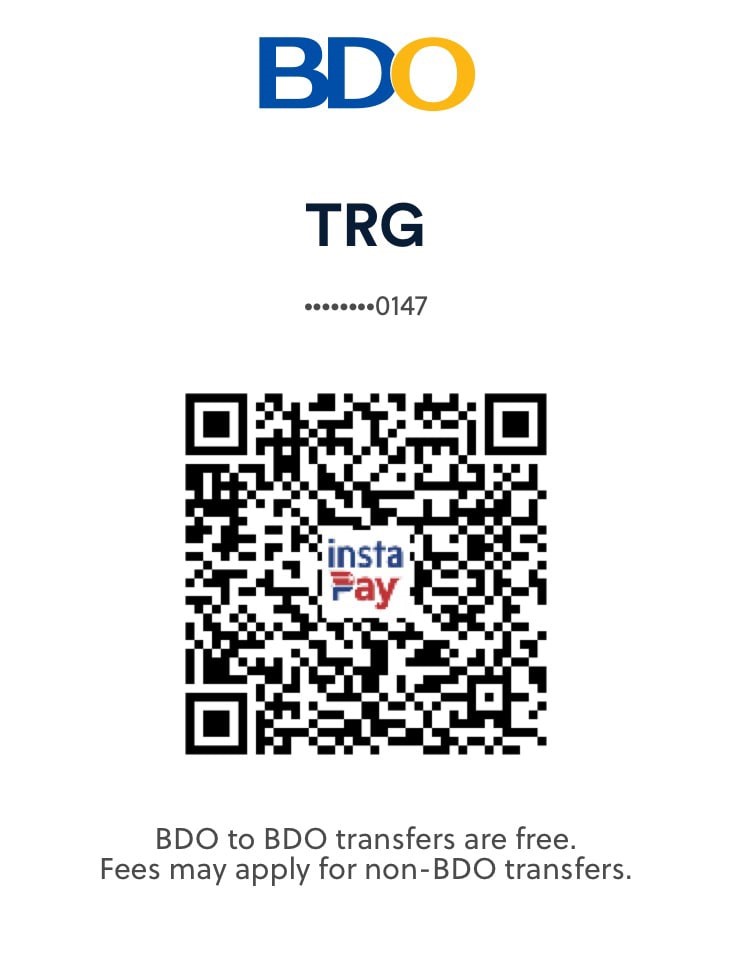 BDO
TRG
••••••••0147
insta
Pay
BDO to BDO transfers are free.
Fees may apply for non-BDO transfers.